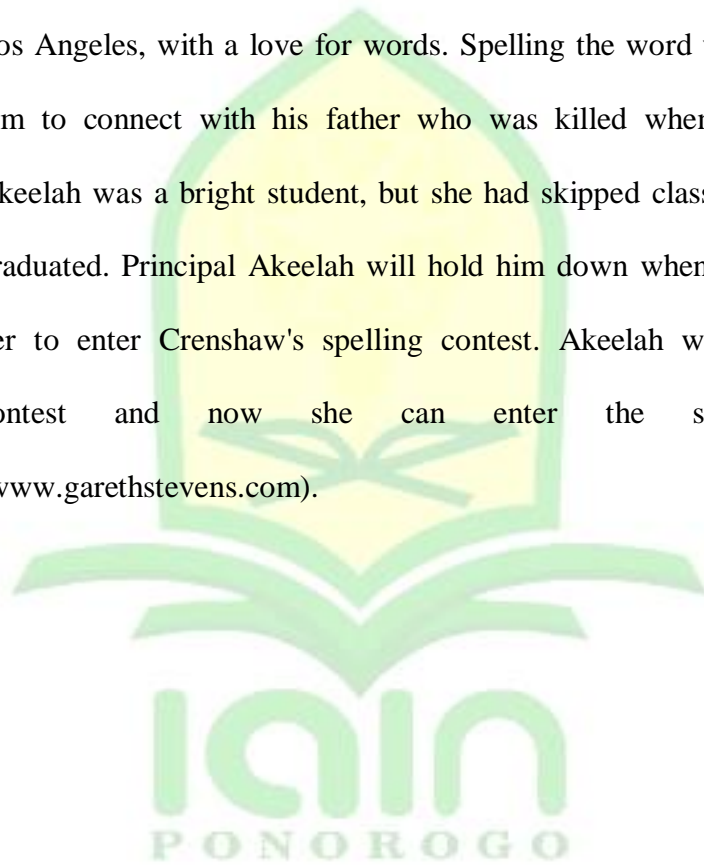 os Angeles, with a love for words. Spelling the word
m to connect with his father who was killed when
keelah was a bright student, but she had skipped class
raduated. Principal Akeelah will hold him down when
er to enter Crenshaw's spelling contest. Akeelah w
ontest and now she can enter the s
www.garethstevens.com).
iain
PONOROGO